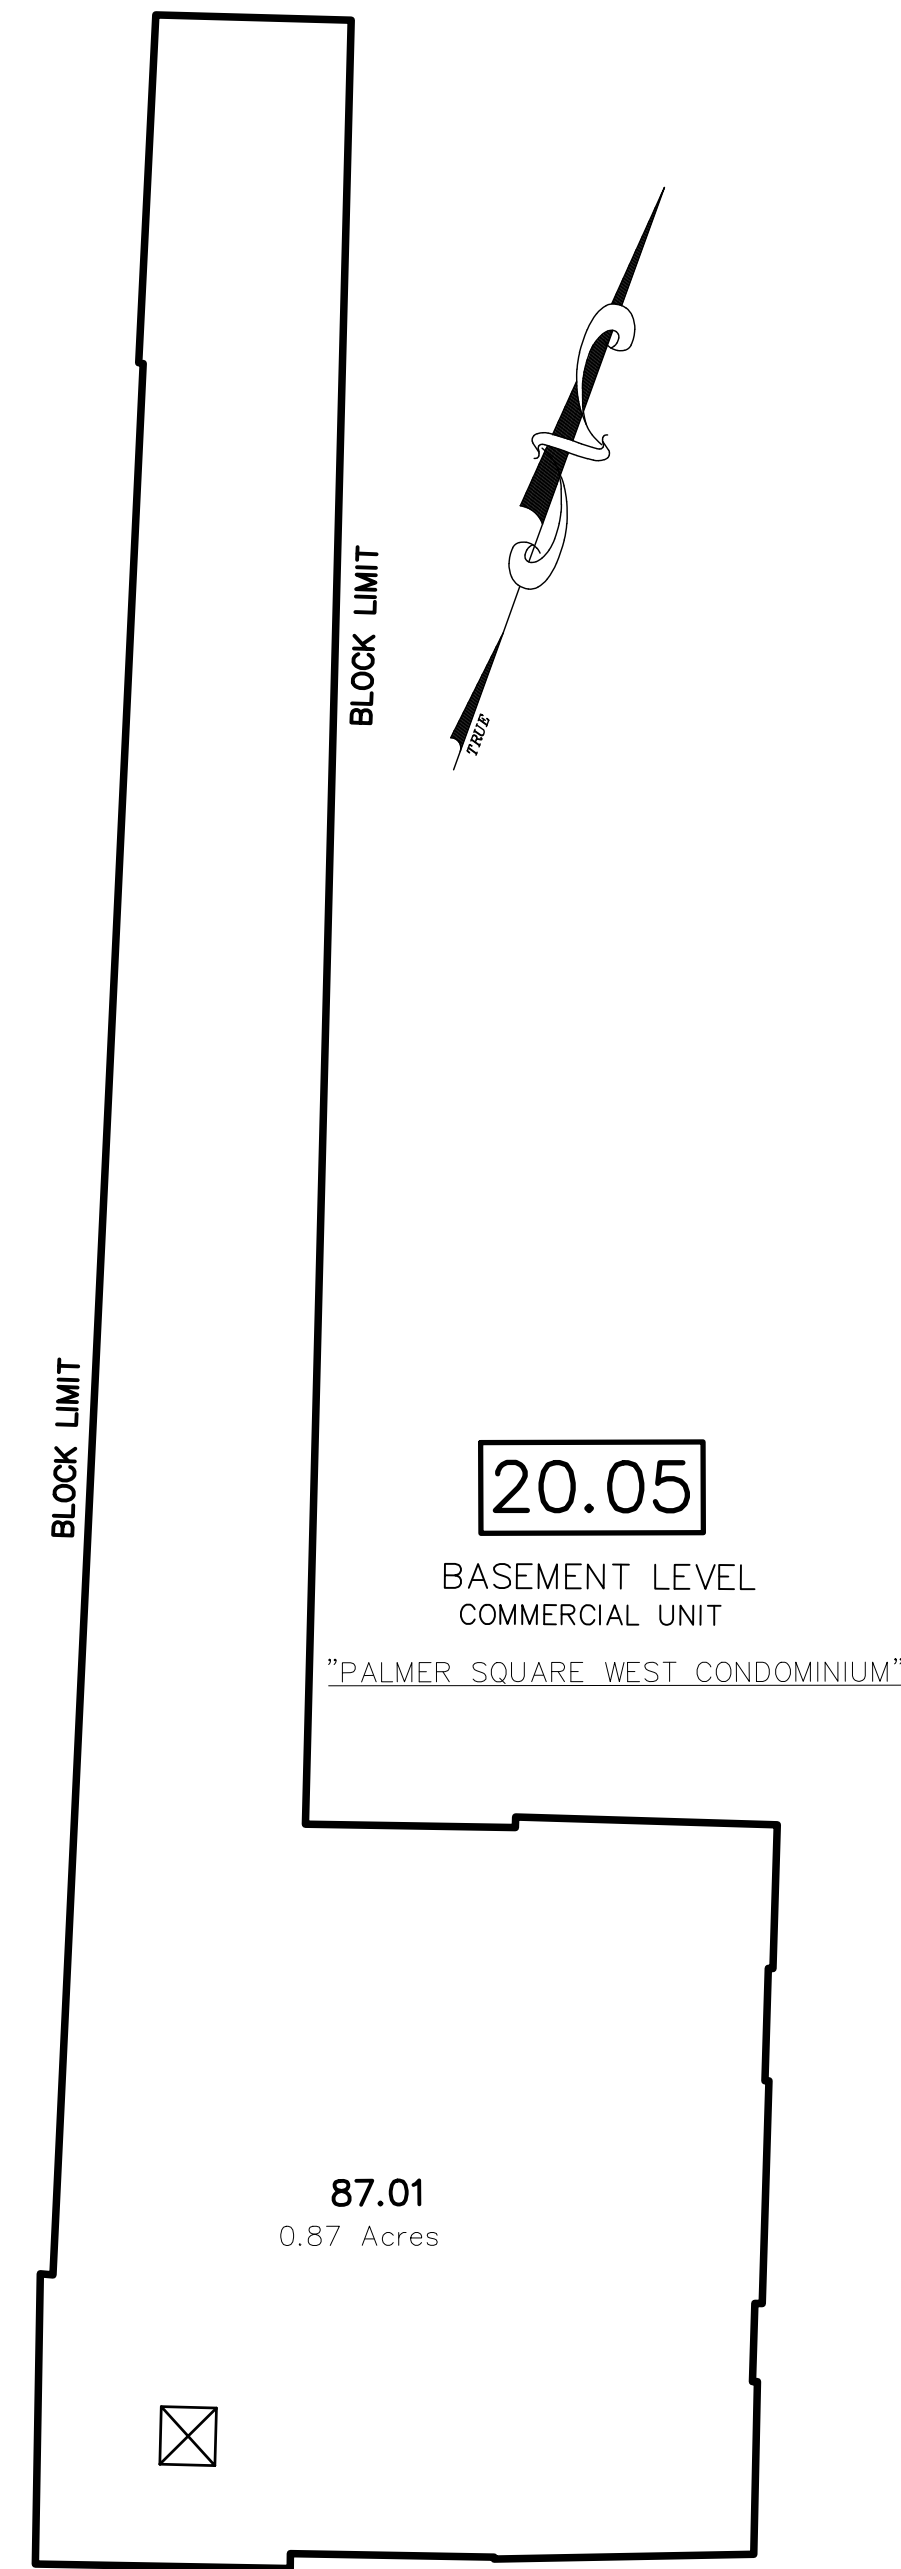 BLOCK LIMIT
TRUE
BLOCK LIMIT
20.05
BASEMENT LEVEL
COMMERCIAL UNIT
"PALMER SQUARE WEST CONDOMINIUM"
87.01
0.87 Acres